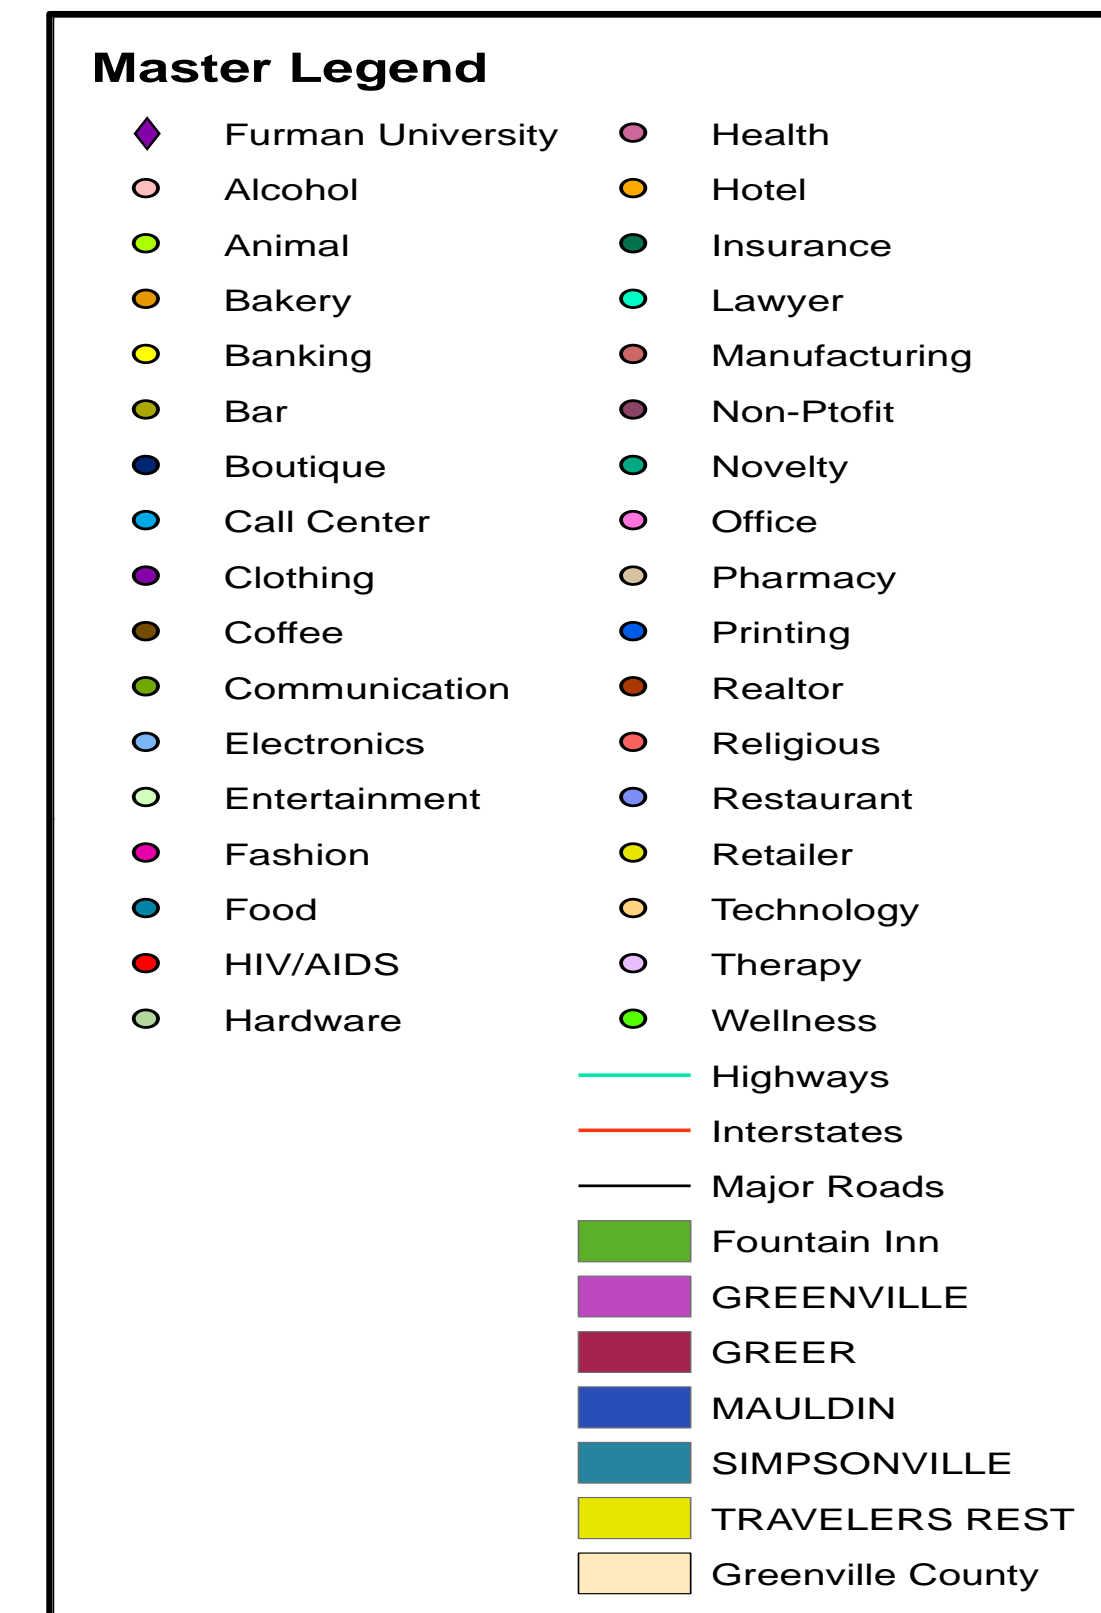 Master Legend
Furman University
Alcohol
Animal
Bakery
Banking
Bar
Boutique
Call Center
Clothing
Coffee
Communication
Electronics
Entertainment
Fashion
Food
HIV/AIDS
Hardware
Health
Hotel
Insurance
Lawyer
Manufacturing
Non-Ptofit
Novelty
Office
Pharmacy
Printing
Realtor
Religious
Restaurant
Retailer
Technology
Therapy
Wellness
Highways
Interstates
Major Roads
Fountain Inn
GREENVILLE
GREER
MAULDIN
SIMPSONVILLE
TRAVELERS REST
Greenville County